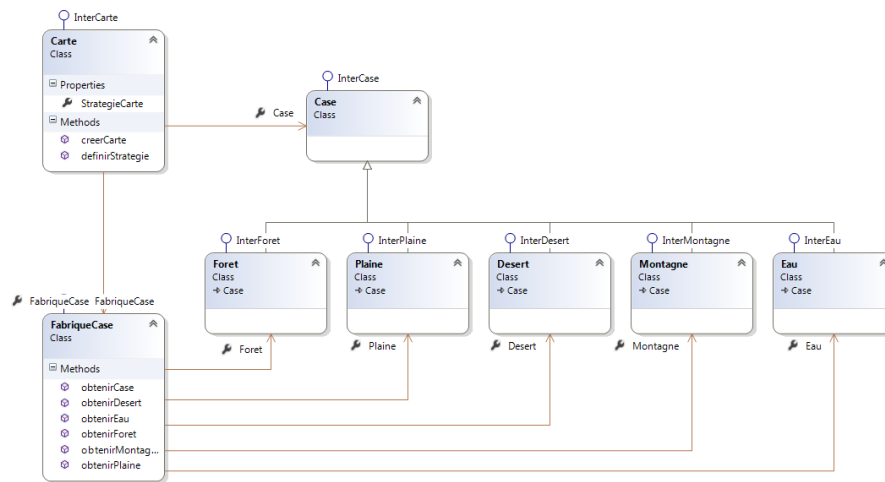 InterCarte
Carte
Class
Properties
StrategieCarte
Methods
creerCarte
definirStrategie
Case
InterCase
Case
Class
InterForet
Foret
Class
Case
InterPlaine
Plaine
Class
Case
InterDesert
Desert
Class
Case
InterMontagne
Montagne
Class
Case
InterEau
Eau
Class
Case
FabriqueCase FabriqueCase
FabriqueCase
Class
Methods
obtenirCase
obtenirDesert
obtenirEau
obtenirForet
obtenirMontag...
obtenirPlaine
Foret
Plaine
Desert
Montagne
Eau